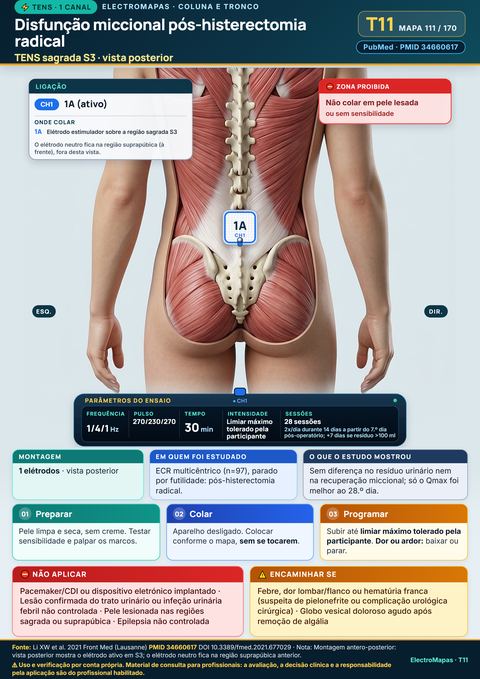 TENS · 1 CANAL ELECTROMAPAS · COLUNA E TRONCO
Disfunção miccional pós-histerectomia
radical
TENS sagrada S3 · vista posterior
T11 MAPA 111 / 170
PubMed · PMID 34660617
LIGAÇÃO
CH1 1A (ativo)
ONDE COLAR
1A Elétrodo estimulador sobre a região sagrada S3
O elétrodo neutro fica na região suprapúbica (à
frente), fora desta vista.
ZONA PROIBIDA
Não colar em pele lesada
ou sem sensibilidade
1A
CH1
ESQ.
DIR.
PARÂMETROS DO ENSAIO
CH1
FREQUÊNCIA
1/4/1 Hz
PULSO
270/230/270
TEMPO
30 min
INTENSIDADE
Limiar máximo
tolerado pela
participante
SESSÕES
28 sessões
2x/dia durante 14 dias a partir do 7.º dia
pós-operatório; +7 dias se resíduo >100 ml
MONTAGEM
1 elétrodos · vista posterior
EM QUEM FOI ESTUDADO
ECR multicêntrico (n=97), parado
por futilidade: pós-histerectomia
radical.
O QUE O ESTUDO MOSTROU
Sem diferença no resíduo urinário nem
na recuperação miccional; só o Qmax foi
melhor ao 28.º dia.
01 Preparar
Pele limpa e seca, sem creme. Testar
sensibilidade e palpar os marcos.
02 Colar
Aparelho desligado. Colocar
conforme o mapa, sem se tocarem.
03 Programar
Subir até limiar máximo tolerado pela
participante. Dor ou ardor: baixar ou
parar.
NÃO APLICAR
Pacemaker/CDI ou dispositivo eletrónico implantado ·
Lesão confirmada do trato urinário ou infeção urinária
febril não controlada · Pele lesionada nas regiões
sagrada ou suprapúbica · Epilepsia não controlada
ENCAMINHAR SE
Febre, dor lombar/flanco ou hematúria franca
(suspeita de pielonefrite ou complicação urológica
cirúrgica) · Globo vesical doloroso agudo após
remoção de algália
Fonte: Li XW et al. 2021 Front Med (Lausanne) PMID 34660617 DOI 10.3389/fmed.2021.677029 · Nota: Montagem antero-posterior:
vista posterior mostra o elétrodo ativo em S3; o elétrodo neutro fica na região suprapúbica anterior.
Uso e verificação por conta própria. Material de consulta para profissionais: a avaliação, a decisão clínica e a responsabilidade
pela aplicação são do profissional habilitado.
ElectroMapas · T11